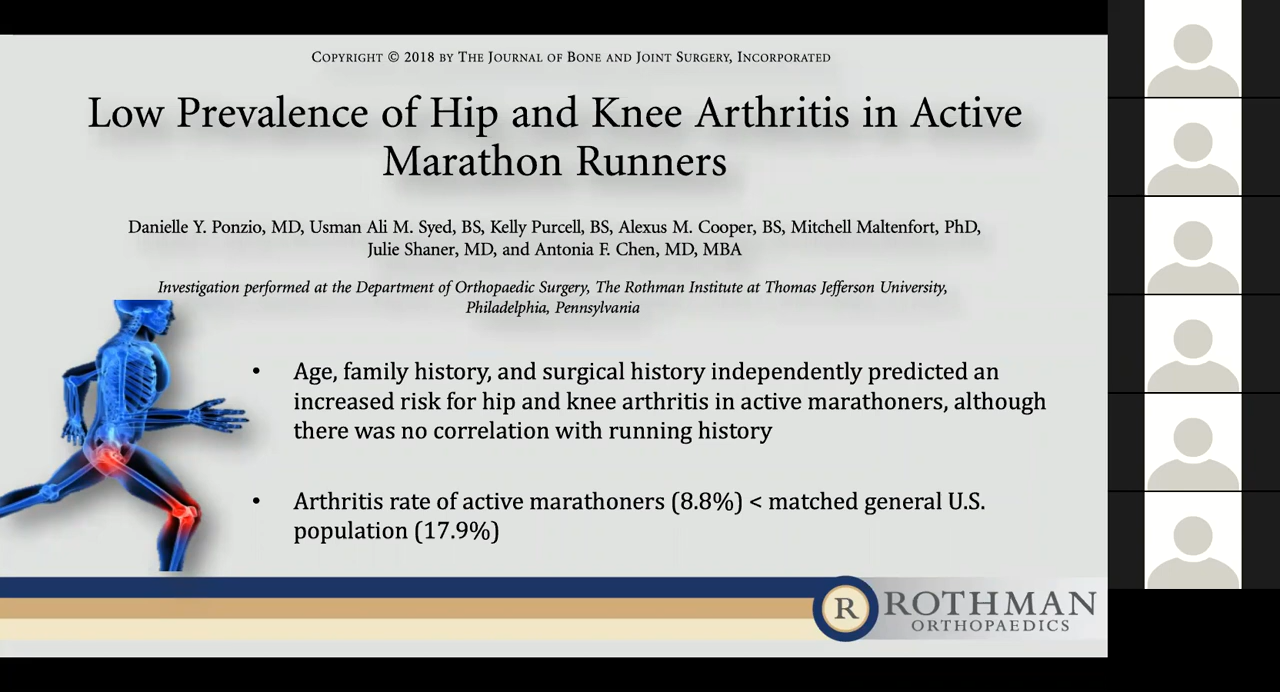 COPYRIGHT © 2018 BY THE JOURNAL OF BONE AND JOINT SURGERY, INCORPORATED
Low Prevalence of Hip and Knee Arthritis in Active
Marathon Runners
Danielle Y. Ponzio, MD, Usman Ali M. Syed, BS, Kelly Purcell, BS, Alexus M. Cooper, BS, Mitchell Maltenfort, PhD,
Julie Shaner, MD, and Antonia F. Chen, MD, MBA
Investigation performed at the Department of Orthopaedic Surgery, The Rothman Institute at Thomas Jefferson University,
Philadelphia, Pennsylvania
• Age, family history, and surgical history independently predicted an
increased risk for hip and knee arthritis in active marathoners, although
there was no correlation with running history
• Arthritis rate of active marathoners (8.8%) < matched general U.S.
population (17.9%)
R ROTHMAN
ORTHOPAEDICS